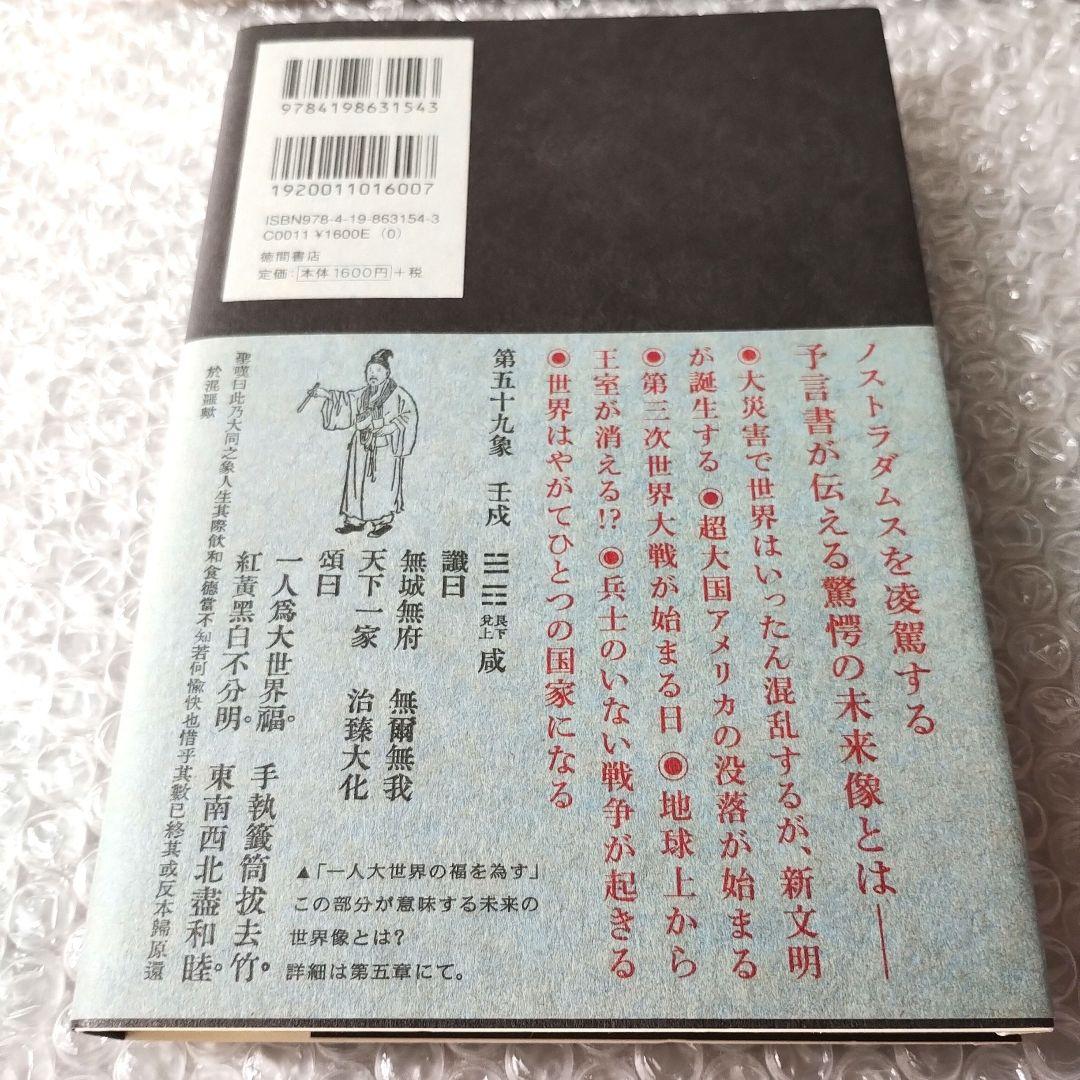 9784198631543
1920011016007
ISBN978-4-19-863154-3
C0011 ¥1600E (0)
徳間書店
定価:本体1600円+税
ノストラダムスを凌駕する
予言書が伝える驚愕の未来像とは——
◉大災害で世界はいったん混乱するが、新文明
が誕生する ◉超大国アメリカの没落が始まる
◉第三次世界大戦が始まる日 ◉地球上から
王室が消える!? ◉兵士のいない戦争が起きる
◉世界はやがてひとつの国家になる
第五十九象 壬戌 ䷞ 艮下兌上 咸
讖曰
無城無府 無爾無我
天下一家 治臻大化
頌曰
一人爲大世界福。 手執籤筒拔去竹。
紅黃黑白不分明。 東南西北盡和睦。
聖嘆曰此乃大同之象人生其際飲和食德當不知若何愉快也惜乎其數已終其或反本歸原還
於混噩歟
▲「一人大世界の福を為す」
この部分が意味する未来の
世界像とは?
詳細は第五章にて。